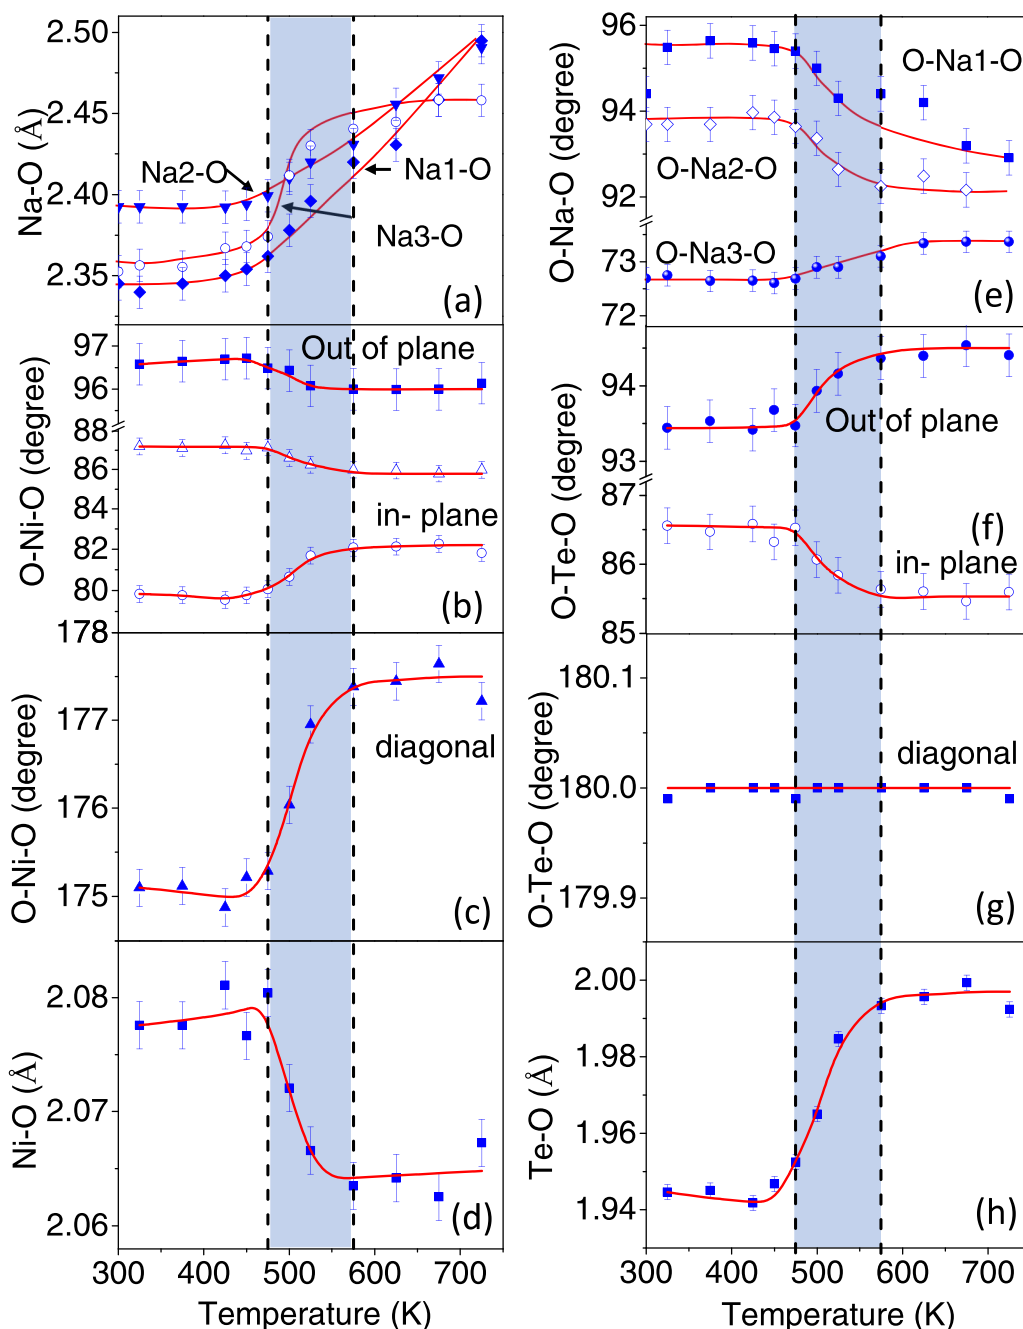 2.50
2.45
2.40
2.35
Na-O (Å)
Na2-O
Na1-O
Na3-O
(a)
97
96
88
86
82
80
O-Ni-O (degree)
Out of plane
in- plane
(b)
178
177
176
175
O-Ni-O (degree)
diagonal
(c)
2.08
2.07
2.06
Ni-O (Å)
(d)
300 400 500 600 700
Temperature (K)
96
94
92
73
72
O-Na-O (degree)
O-Na1-O
O-Na2-O
O-Na3-O
(e)
94
93
87
86
85
O-Te-O (degree)
Out of plane
(f)
in- plane
180.1
180.0
179.9
O-Te-O (degree)
diagonal
(g)
2.00
1.98
1.96
1.94
Te-O (Å)
(h)
300 400 500 600 700
Temperature (K)